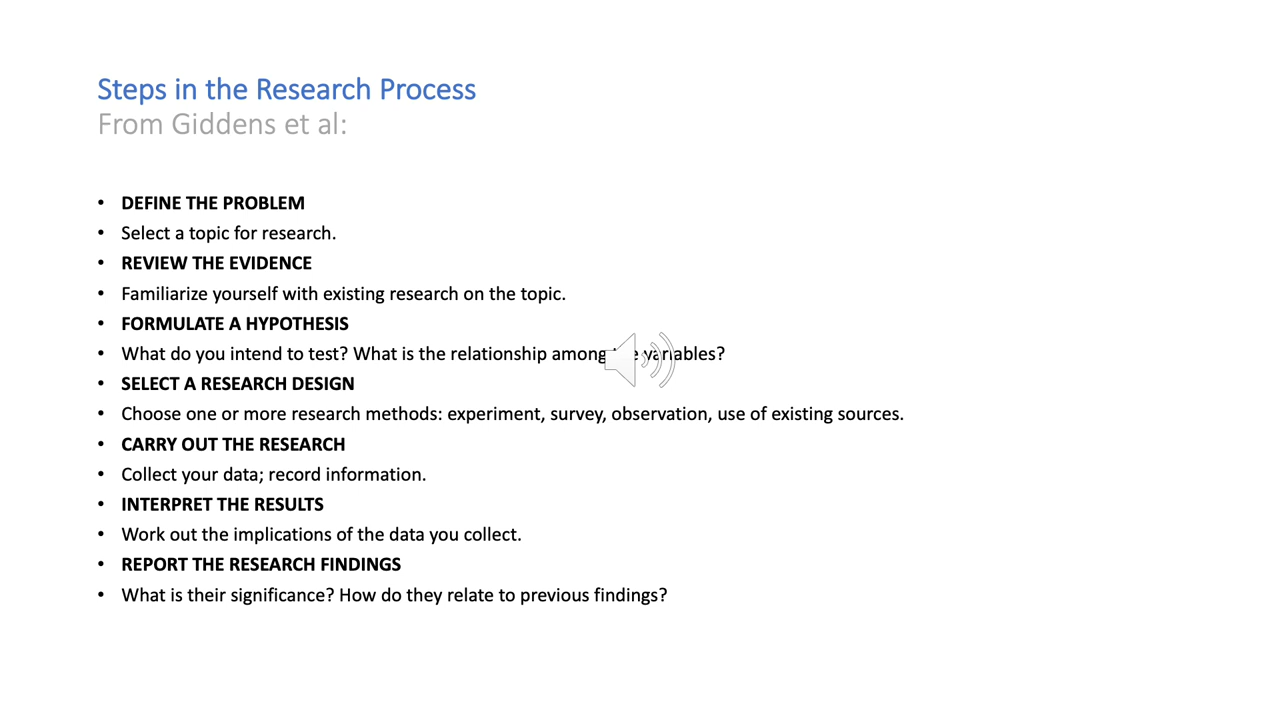 Steps in the Research Process
From Giddens et al:
• DEFINE THE PROBLEM
• Select a topic for research.
• REVIEW THE EVIDENCE
• Familiarize yourself with existing research on the topic.
• FORMULATE A HYPOTHESIS
• What do you intend to test? What is the relationship among the variables?
• SELECT A RESEARCH DESIGN
• Choose one or more research methods: experiment, survey, observation, use of existing sources.
• CARRY OUT THE RESEARCH
• Collect your data; record information.
• INTERPRET THE RESULTS
• Work out the implications of the data you collect.
• REPORT THE RESEARCH FINDINGS
• What is their significance? How do they relate to previous findings?